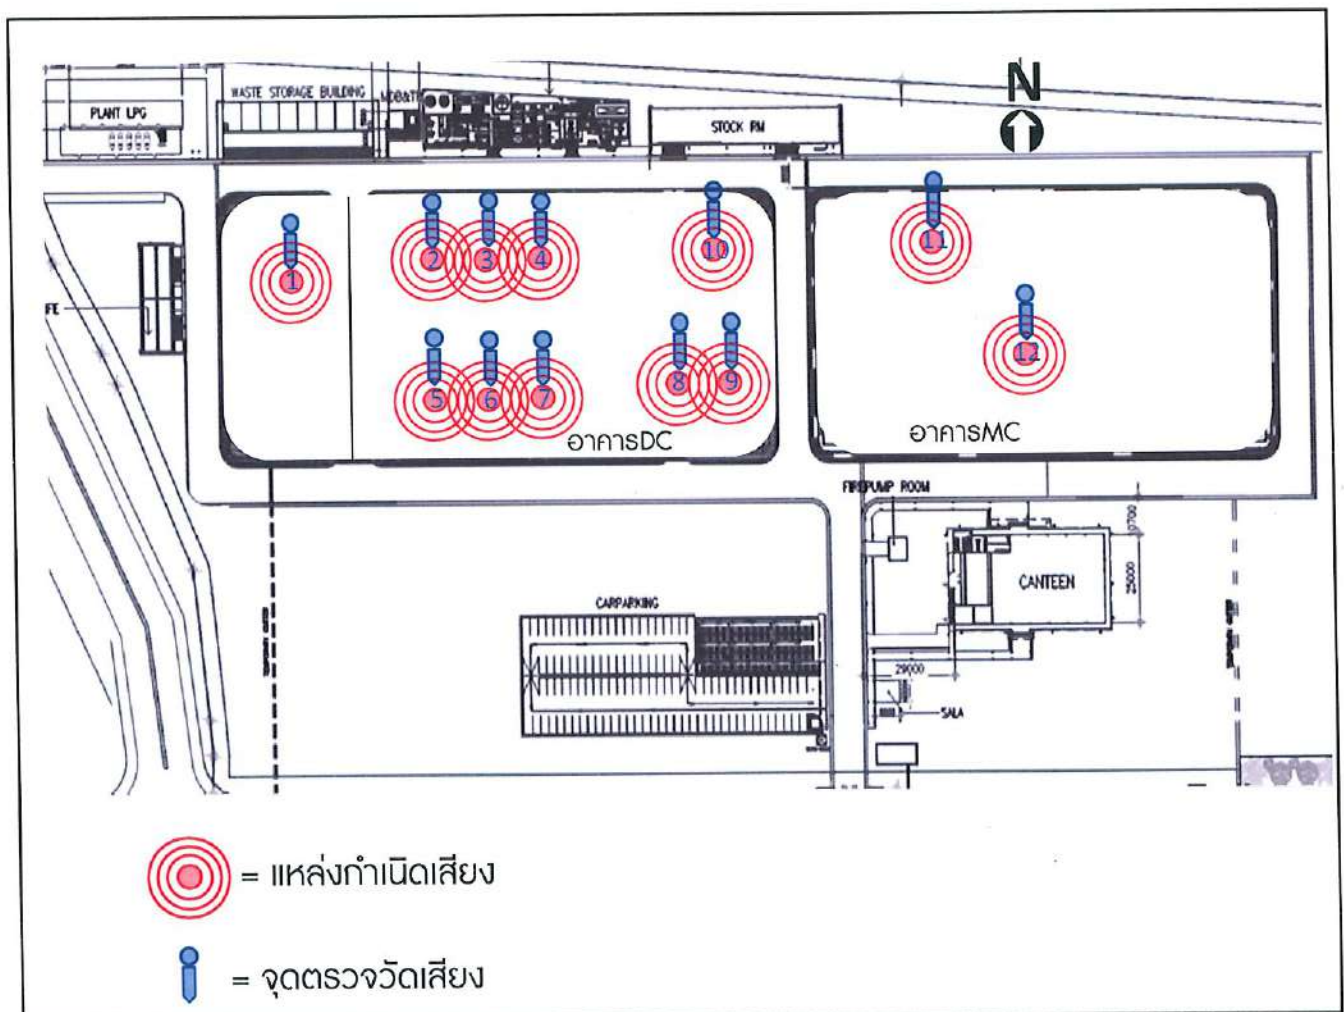 N
PLANT LPG
WASTE STORAGE BUILDING
STOCK RM
1
2
3
4
10
11
12
5
6
7
8
9
อาคารDC
อาคารMC
FIREPUMP ROOM
0700
25000
CANTEEN
CARPARKING
29000
SALA
= แหล่งกำเนิดเสียง
= จุดตรวจวัดเสียง